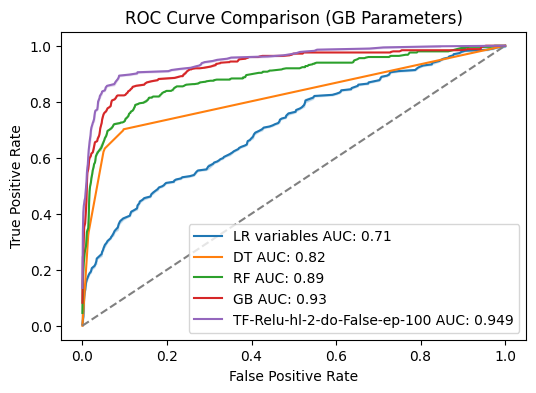 ROC Curve Comparison (GB Parameters)
1.0
0.8
0.6
0.4
0.2
0.0
True Positive Rate
LR variables AUC: 0.71
DT AUC: 0.82
RF AUC: 0.89
GB AUC: 0.93
TF-Relu-hl-2-do-False-ep-100 AUC: 0.949
0.0 0.2 0.4 0.6 0.8 1.0
False Positive Rate